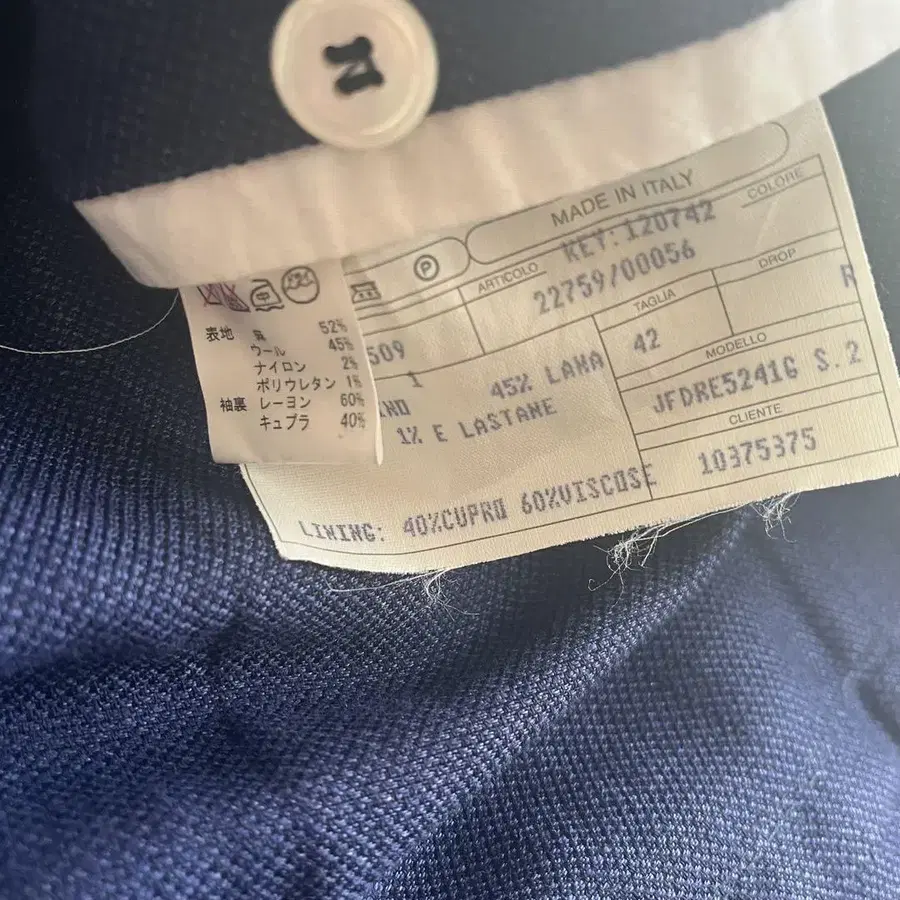 MADE IN ITALY
COLORE
KEY:120742
P
ARTICOLO
22759/00056
DROP
R
TAGLIA
42
509
1
45% LANA
1% E LASTANE
MODELLO
JFDRE5241G S.2
CLIENTE
10375375
LINING: 40%CUPRO 60%VISCOSE
表地 52%
ウール 45%
ナイロン 2%
ポリウレタン 1%
袖裏 レーヨン 60%
キュプラ 40%